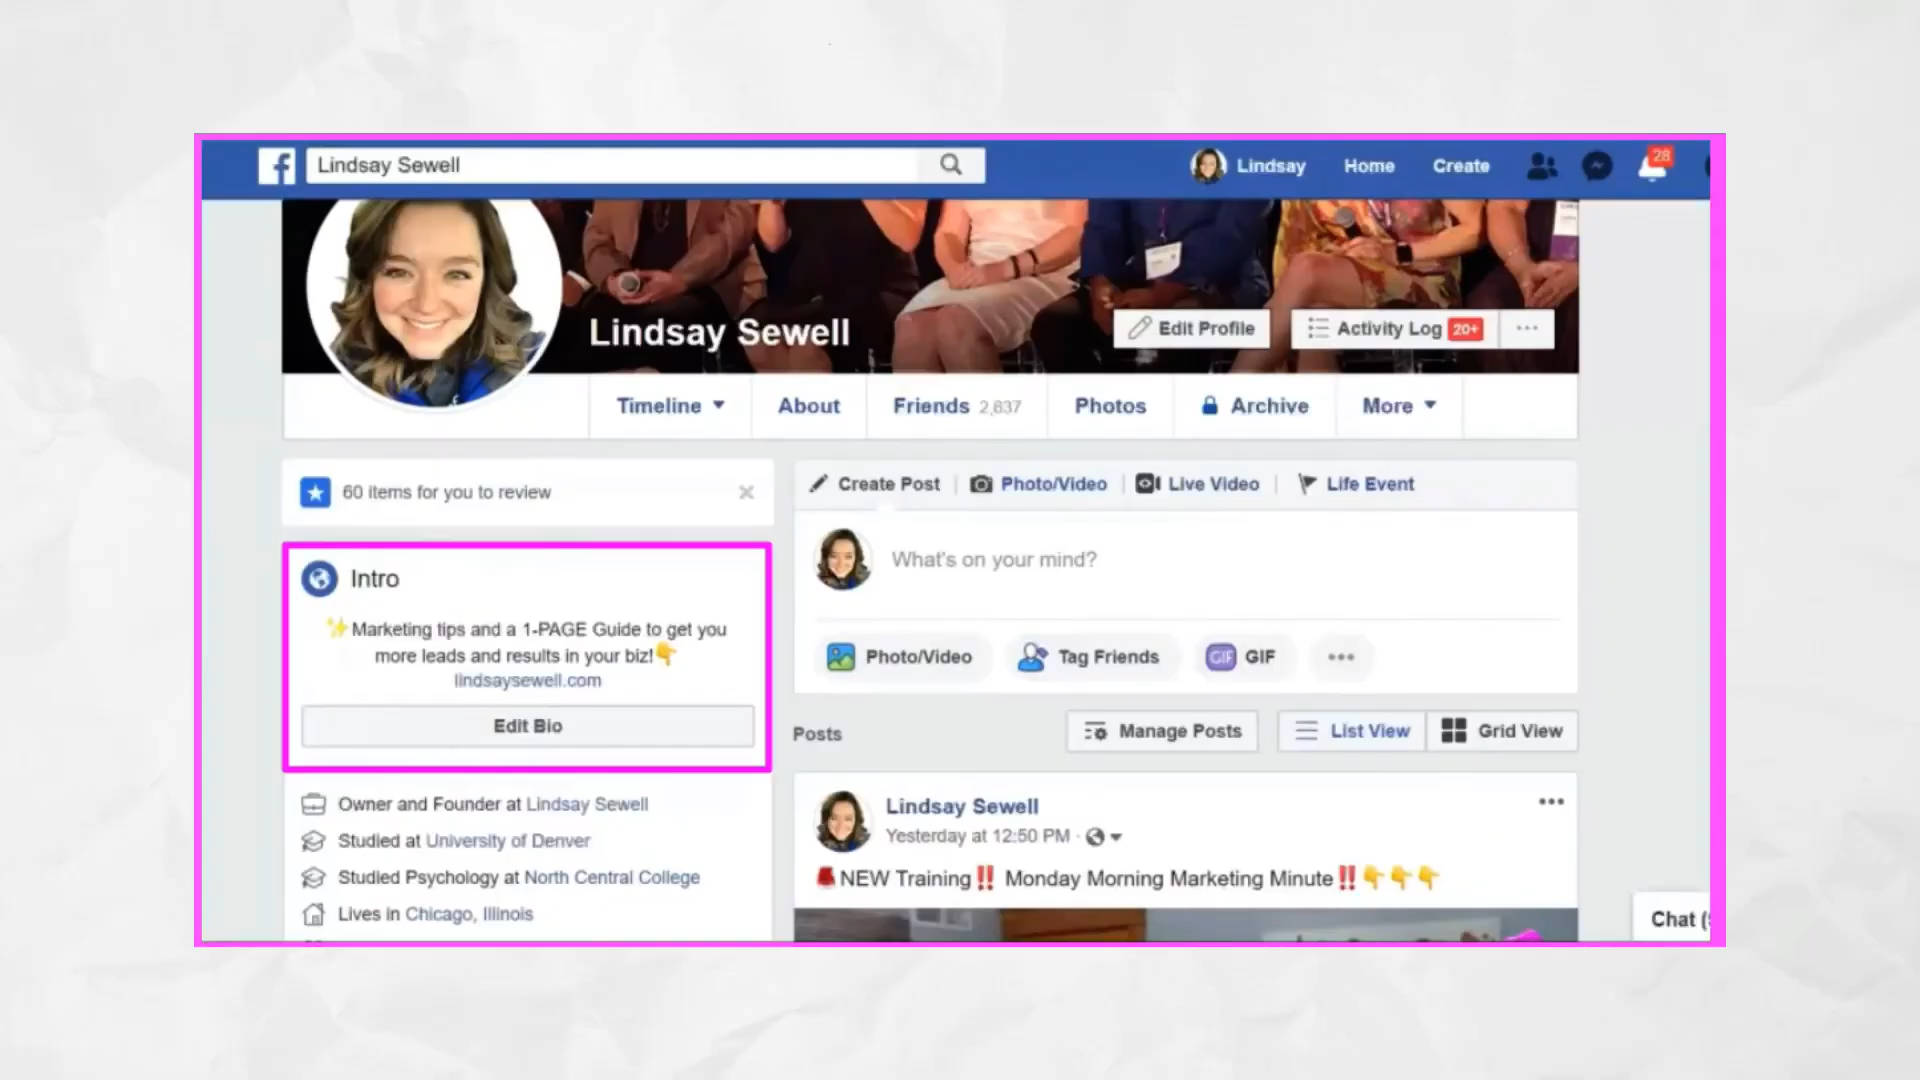 Lindsay Sewell
Lindsay Home Create 28
Lindsay Sewell
Edit Profile Activity Log 20+
Timeline About Friends 2,837 Photos Archive More
60 items for you to review
Create Post Photo/Video Live Video Life Event
What's on your mind?
Intro
✨Marketing tips and a 1-PAGE Guide to get you
more leads and results in your biz!👇
lindsaysewell.com
Edit Bio
Photo/Video Tag Friends GIF GIF
Posts Manage Posts List View Grid View
Owner and Founder at Lindsay Sewell
Studied at University of Denver
Studied Psychology at North Central College
Lives in Chicago, Illinois
Lindsay Sewell
Yesterday at 12:50 PM ·
NEW Training‼️ Monday Morning Marketing Minute‼️👇👇👇
Chat (